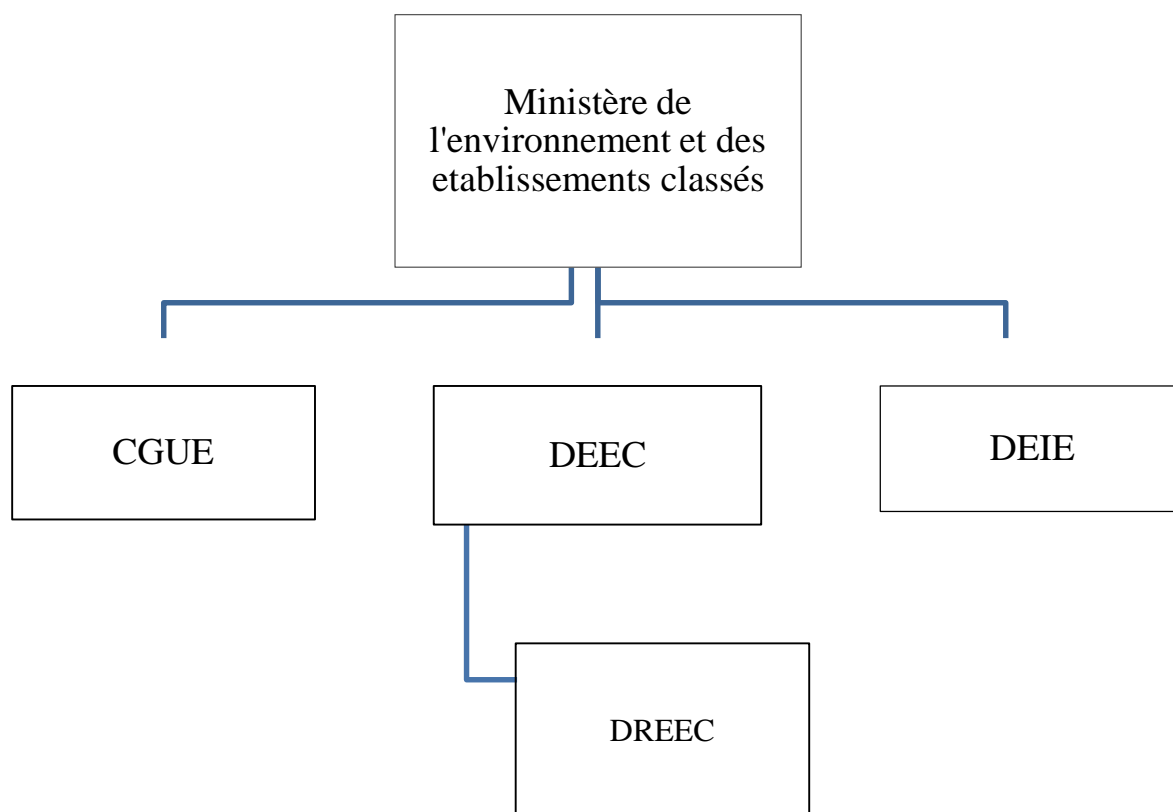 Ministère de
l'environnement et des
etablissements classés
CGUE
DEEC
DEIE
DREEC